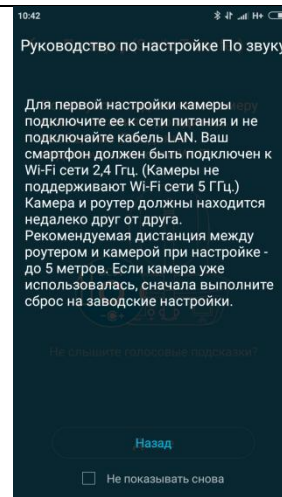 10:42
H+
Руководство по настройке По звуку
Для первой настройки камеры
подключите ее к сети питания и не
подключайте кабель LAN. Ваш
смартфон должен быть подключен к
Wi-Fi сети 2,4 Ггц. (Камеры не
поддерживают Wi-Fi сети 5 ГГц.)
Камера и роутер должны находится
недалеко друг от друга.
Рекомендуемая дистанция между
роутером и камерой при настройке -
до 5 метров. Если камера уже
использовалась, сначала выполните
сброс на заводские настройки.
Не слышите голосовые подсказки?
Назад
Не показывать снова